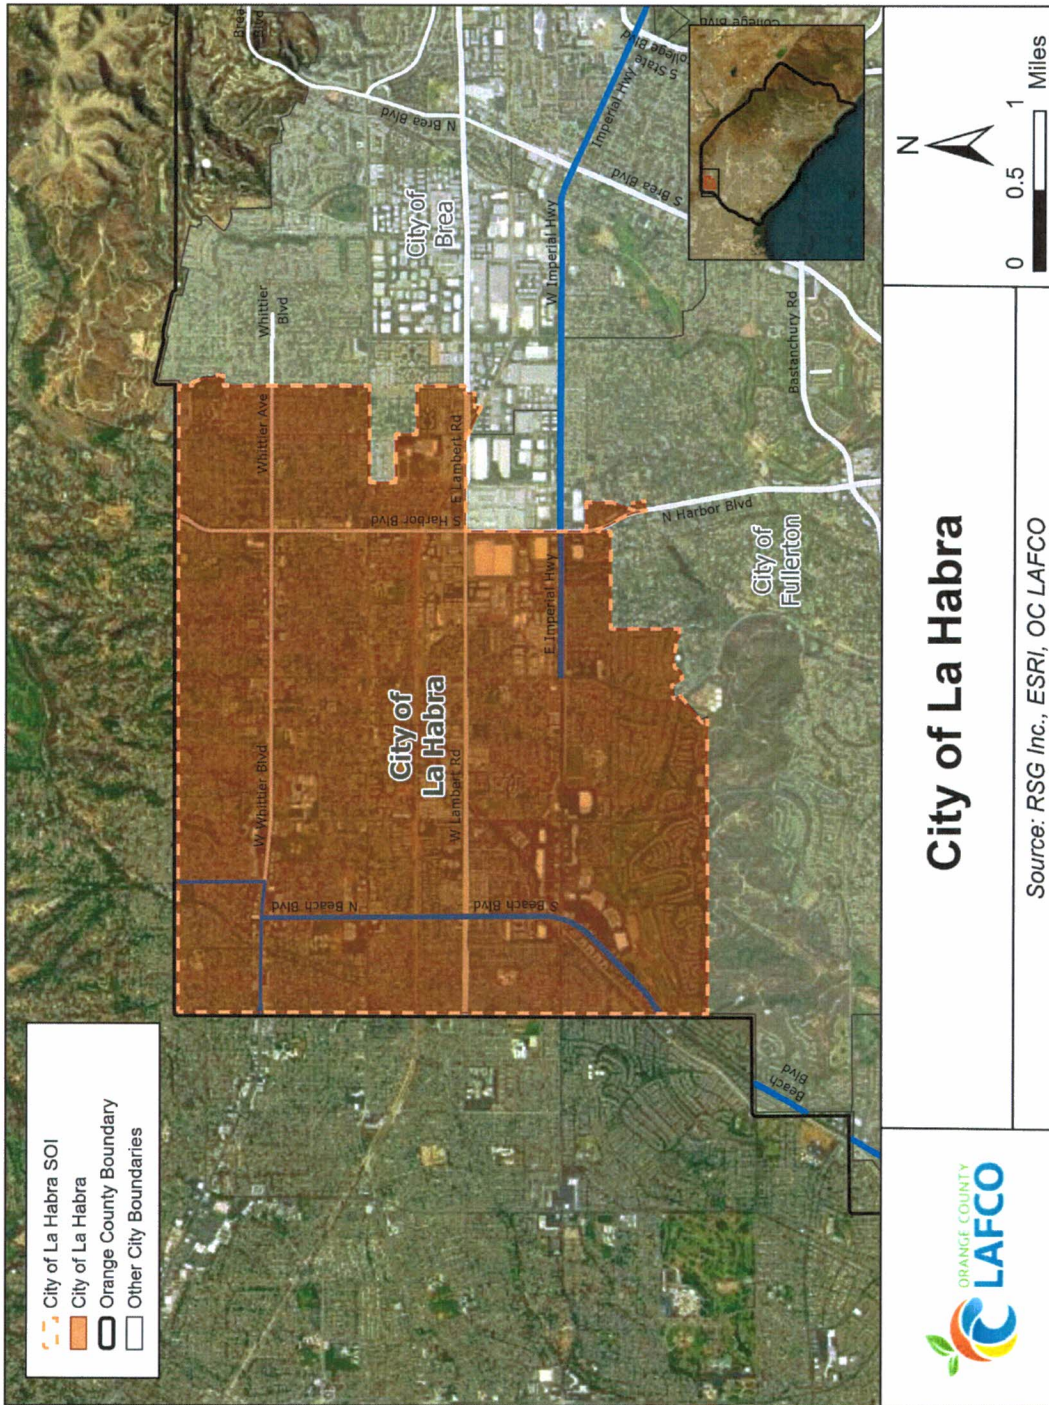 City of La Habra SOI
City of La Habra
Orange County Boundary
Other City Boundaries
Brea
Blvd
College Blvd
S State
College Blvd
Imperial Hwy
N Brea Blvd
S Brea Blvd
City of
Brea
Whittier
Blvd
W Imperial Hwy
Whittier Ave
E Lambert Rd
S Harbor Blvd
Bastanchury Rd
N Harbor Blvd
City of
Fullerton
E Imperial Hwy
City of
La Habra
W Whittier Blvd
W Lambert Rd
N Beach Blvd
S Beach Blvd
Beach
Blvd
ORANGE COUNTY
LAFCO
City of La Habra
Source: RSG Inc., ESRI, OC LAFCO
N
0 0.5 1
Miles